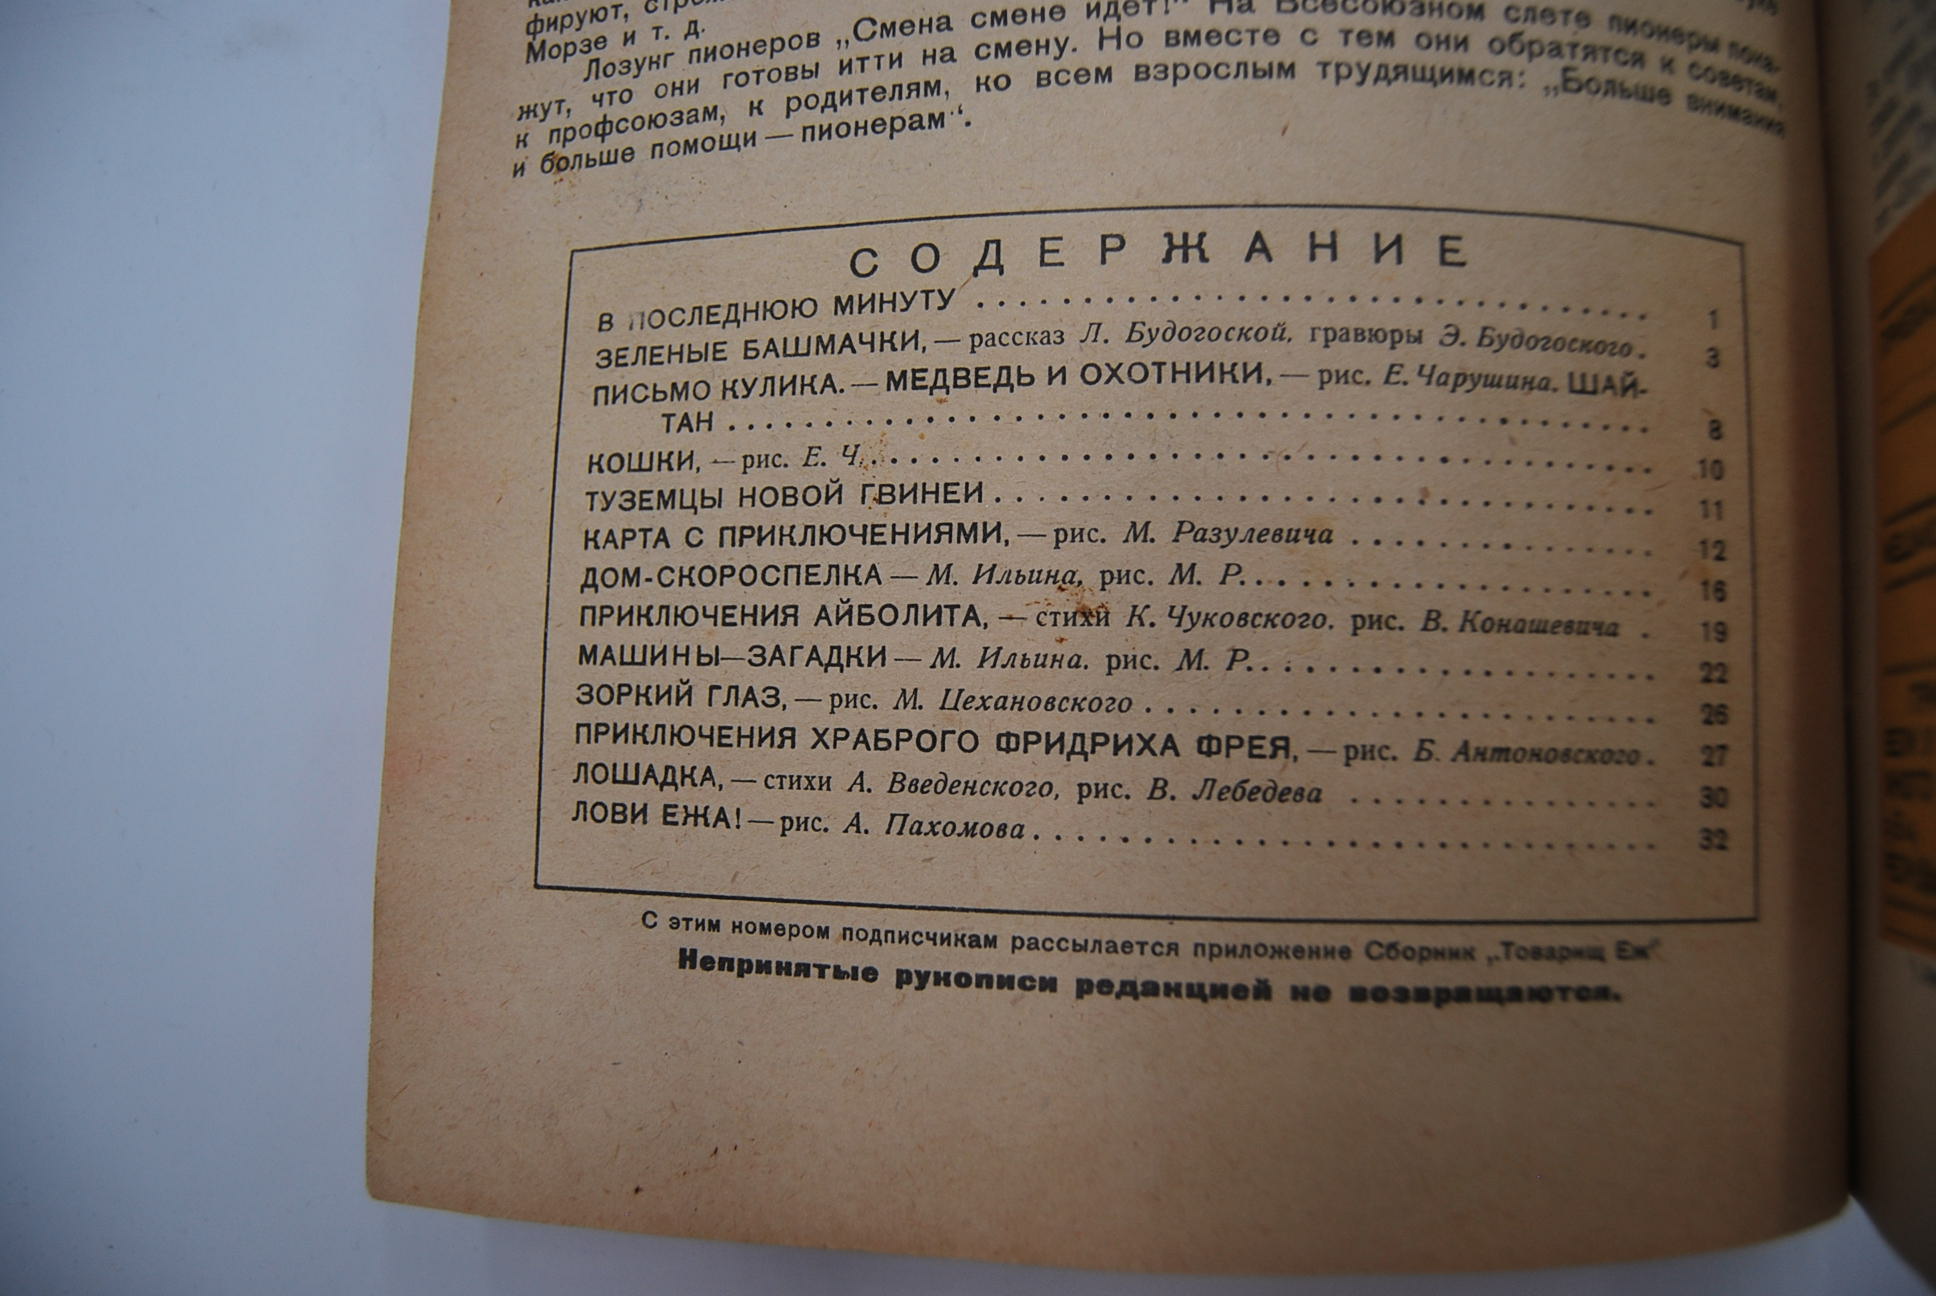 фируют,
Морзе и т. д.
Лозунг пионеров „Смена смене идет!“ На Всесоюзном слете пионеры пока-
жут, что они готовы итти на смену. Но вместе с тем они обратятся к советам,
к профсоюзам, к родителям, ко всем взрослым трудящимся: „Больше внимания
и больше помощи — пионерам“.
СОДЕРЖАНИЕ
В ПОСЛЕДНЮЮ МИНУТУ . . . . . . . . . . 1
ЗЕЛЕНЫЕ БАШМАЧКИ, — рассказ Л. Будогоской, гравюры Э. Будогоского . 3
ПИСЬМО КУЛИКА. — МЕДВЕДЬ И ОХОТНИКИ, — рис. Е. Чарушина. ШАЙ-
ТАН . . . . . . . . . . 8
КОШКИ, — рис. Е. Ч. . . . . . . . . . 10
ТУЗЕМЦЫ НОВОЙ ГВИНЕИ . . . . . . . . . . 11
КАРТА С ПРИКЛЮЧЕНИЯМИ, — рис. М. Разулевича . . . . . . . . . . 12
ДОМ-СКОРОСПЕЛКА — М. Ильина, рис. М. Р. . . . . . . . . . 16
ПРИКЛЮЧЕНИЯ АЙБОЛИТА, — стихи К. Чуковского, рис. В. Конашевича . 19
МАШИНЫ—ЗАГАДКИ — М. Ильина, рис. М. Р. . . . . . . . . . 22
ЗОРКИЙ ГЛАЗ, — рис. М. Цехановского . . . . . . . . . . 26
ПРИКЛЮЧЕНИЯ ХРАБРОГО ФРИДРИХА ФРЕЯ, — рис. Б. Антоновского . 27
ЛОШАДКА, — стихи А. Введенского, рис. В. Лебедева . . . . . . . . . . 30
ЛОВИ ЕЖА! — рис. А. Пахомова . . . . . . . . . . 32
С этим номером подписчикам рассылается приложение Сборник „Товарищ Еж“
Непринятые рукописи редакцией не возвращаются.